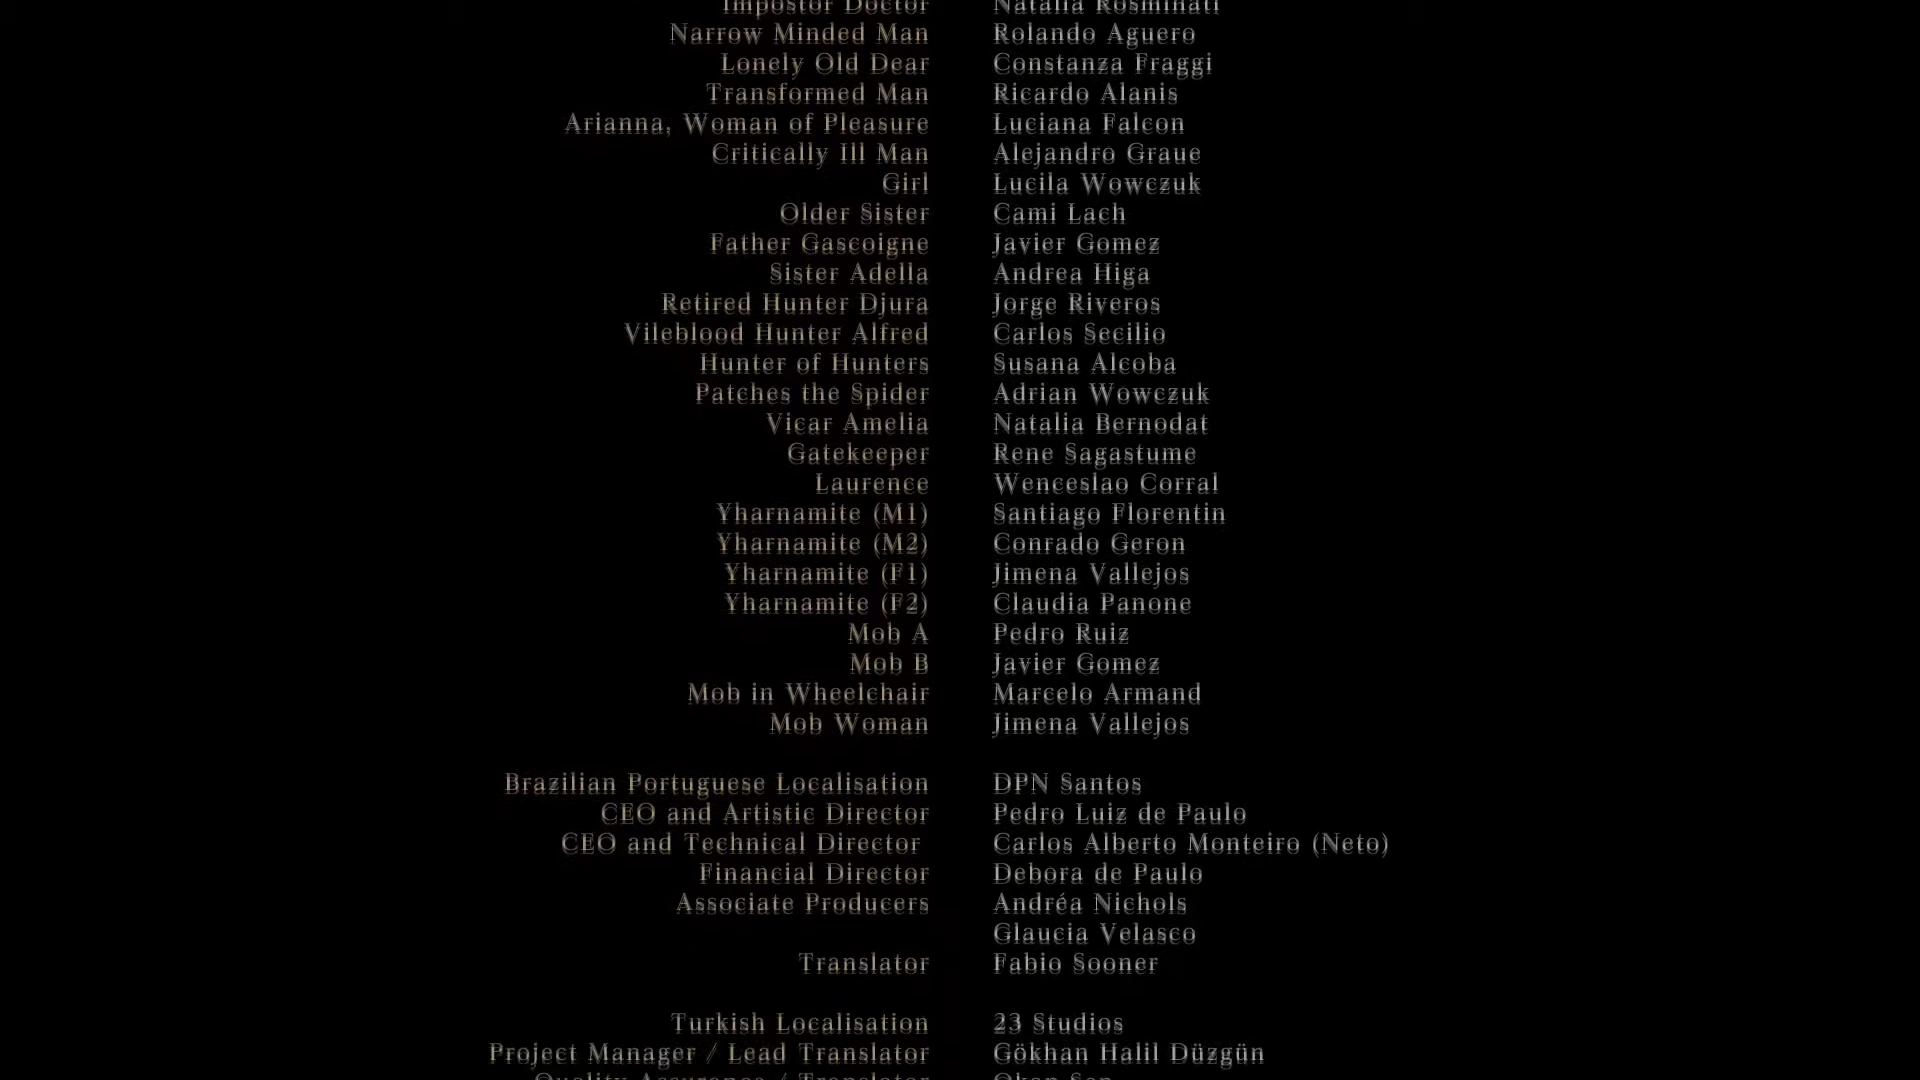 Impostor Doctor Natalia Rosminati
Narrow Minded Man Rolando Aguero
Lonely Old Dear Constanza Fraggi
Transformed Man Ricardo Alanis
Arianna, Woman of Pleasure Luciana Falcon
Critically Ill Man Alejandro Graue
Girl Lucila Wowczuk
Older Sister Cami Lach
Father Gascoigne Javier Gomez
Sister Adella Andrea Higa
Retired Hunter Djura Jorge Riveros
Vileblood Hunter Alfred Carlos Secilio
Hunter of Hunters Susana Alcoba
Patches the Spider Adrian Wowczuk
Vicar Amelia Natalia Bernodat
Gatekeeper Rene Sagastume
Laurence Wenceslao Corral
Yharnamite (M1) Santiago Florentin
Yharnamite (M2) Conrado Geron
Yharnamite (F1) Jimena Vallejos
Yharnamite (F2) Claudia Panone
Mob A Pedro Ruiz
Mob B Javier Gomez
Mob in Wheelchair Marcelo Armand
Mob Woman Jimena Vallejos
Brazilian Portuguese Localisation DPN Santos
CEO and Artistic Director Pedro Luiz de Paulo
CEO and Technical Director Carlos Alberto Monteiro (Neto)
Financial Director Debora de Paulo
Associate Producers Andréa Nichols
Glaucia Velasco
Translator Fabio Sooner
Turkish Localisation 23 Studios
Project Manager / Lead Translator Gökhan Halil Düzgün
Quality Assurance / Translator